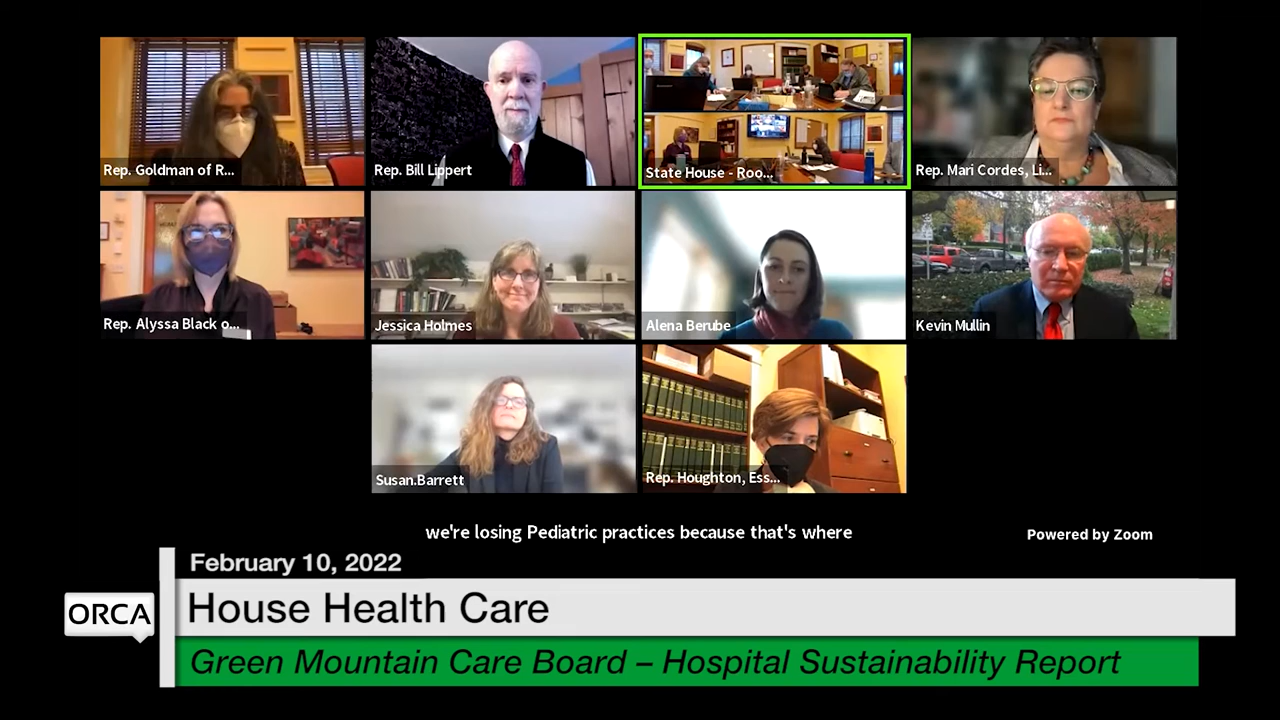 Rep. Goldman of R...
Rep. Bill Lippert
State House - Roo...
Rep. Mari Cordes, Li...
Rep. Alyssa Black o...
Jessica Holmes
Alena Berube
Kevin Mullin
Susan.Barrett
Rep. Houghton, Ess...
we're losing Pediatric practices because that's where
Powered by Zoom
February 10, 2022
ORCA
House Health Care
Green Mountain Care Board – Hospital Sustainability Report